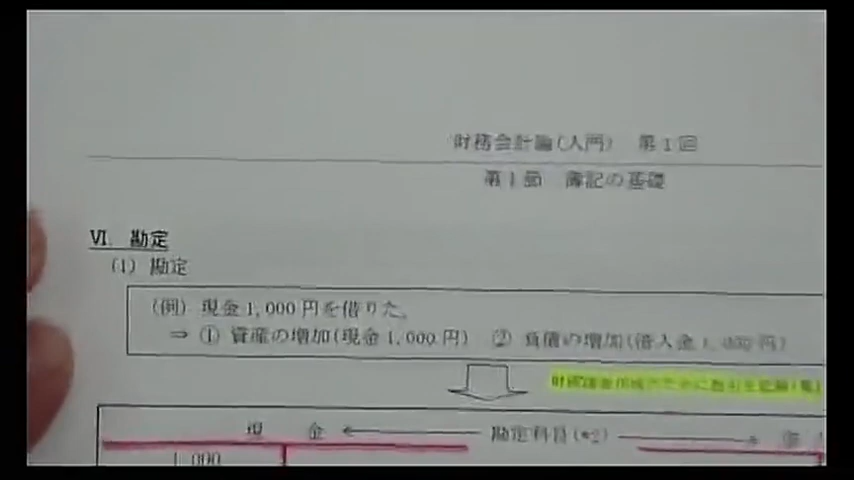 財務会計論(入門) 第1回
第1節 簿記の基礎
Ⅵ. 勘定
(1) 勘定
(例) 現金1,000円を借りた。
⇒ ① 資産の増加(現金1,000円) ② 負債の増加(借入金1,000円)
現 金 勘定科目(*2)
1,000